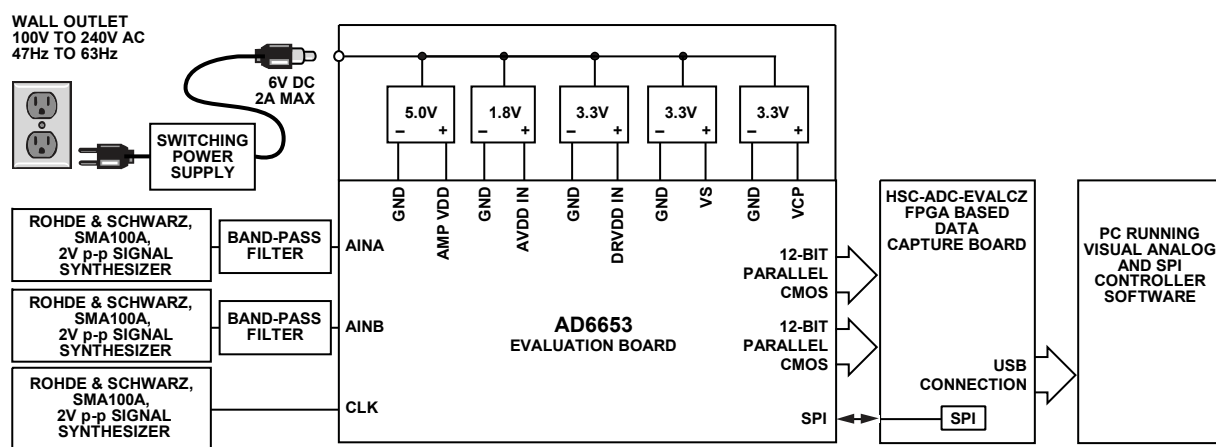 WALL OUTLET
100V TO 240V AC
47Hz TO 63Hz
6V DC
2A MAX
SWITCHING
POWER
SUPPLY
5.0V
1.8V
3.3V
3.3V
3.3V
– +
– +
– +
– +
– +
GND
AMP VDD
GND
AVDD IN
GND
DRVDD IN
GND
VS
GND
VCP
ROHDE & SCHWARZ,
SMA100A,
2V p-p SIGNAL
SYNTHESIZER
BAND-PASS
FILTER
AINA
ROHDE & SCHWARZ,
SMA100A,
2V p-p SIGNAL
SYNTHESIZER
BAND-PASS
FILTER
AINB
ROHDE & SCHWARZ,
SMA100A,
2V p-p SIGNAL
SYNTHESIZER
CLK
AD6653
EVALUATION BOARD
12-BIT
PARALLEL
CMOS
12-BIT
PARALLEL
CMOS
SPI
HSC-ADC-EVALCZ
FPGA BASED
DATA
CAPTURE BOARD
USB
CONNECTION
SPI
PC RUNNING
VISUAL ANALOG
AND SPI
CONTROLLER
SOFTWARE